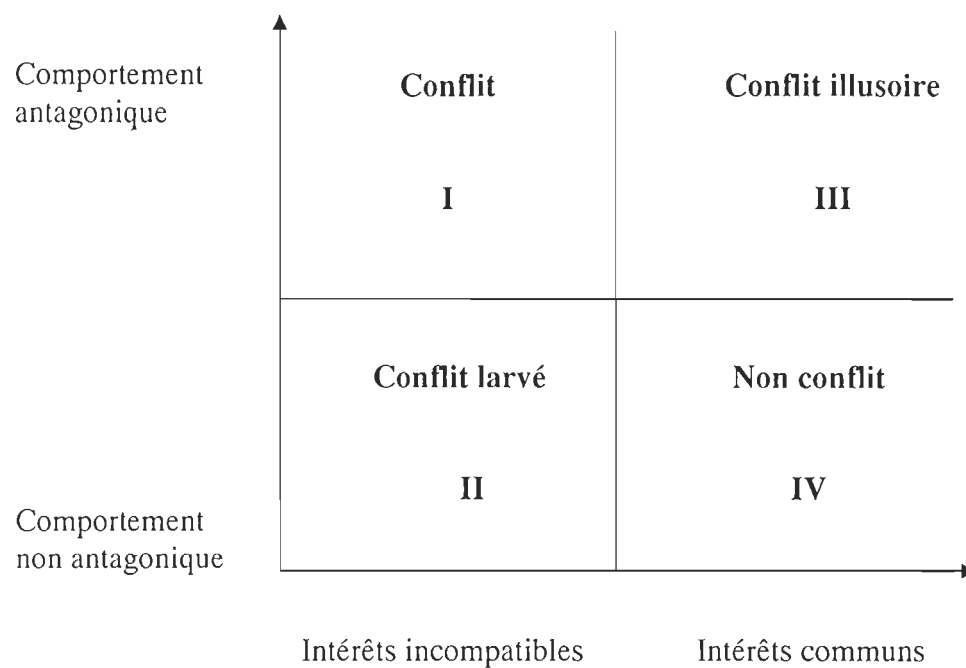 Comportement
antagonique
Conflit
Conflit illusoire
I
III
Conflit larvé
Non conflit
II
IV
Comportement
non antagonique
Intérêts incompatibles
Intérêts communs